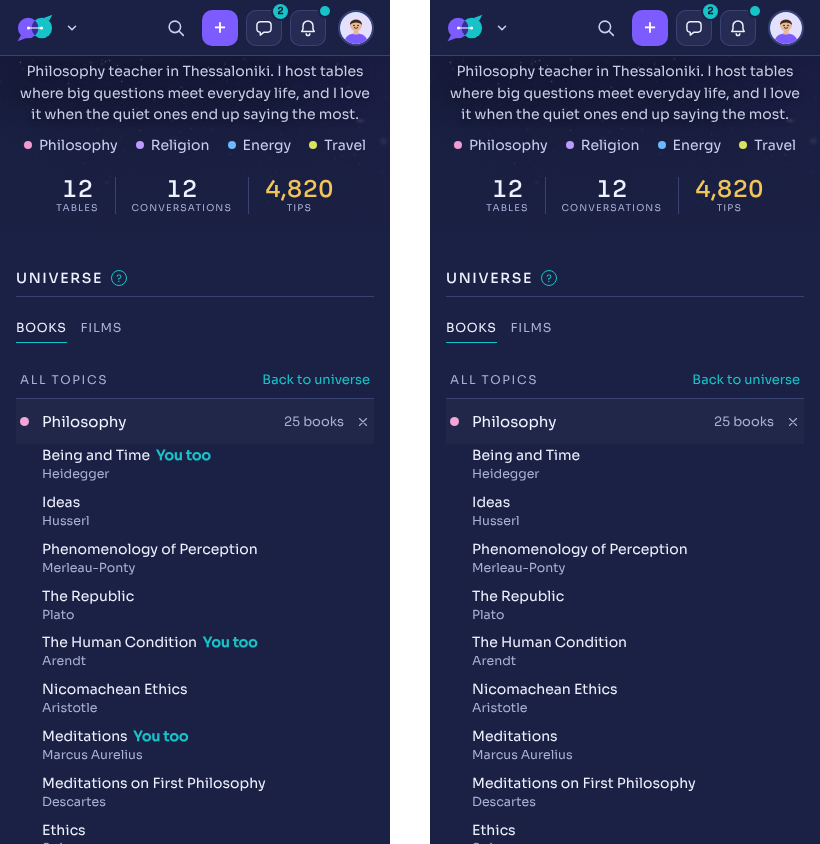 2
Philosophy teacher in Thessaloniki. I host tables
where big questions meet everyday life, and I love
it when the quiet ones end up saying the most.
Philosophy Religion Energy Travel
12 12 4,820
TABLES CONVERSATIONS TIPS
UNIVERSE ?
BOOKS FILMS
ALL TOPICS Back to universe
Philosophy 25 books
Being and Time You too
Heidegger
Ideas
Husserl
Phenomenology of Perception
Merleau-Ponty
The Republic
Plato
The Human Condition You too
Arendt
Nicomachean Ethics
Aristotle
Meditations You too
Marcus Aurelius
Meditations on First Philosophy
Descartes
Ethics
2
Philosophy teacher in Thessaloniki. I host tables
where big questions meet everyday life, and I love
it when the quiet ones end up saying the most.
Philosophy Religion Energy Travel
12 12 4,820
TABLES CONVERSATIONS TIPS
UNIVERSE ?
BOOKS FILMS
ALL TOPICS Back to universe
Philosophy 25 books
Being and Time
Heidegger
Ideas
Husserl
Phenomenology of Perception
Merleau-Ponty
The Republic
Plato
The Human Condition
Arendt
Nicomachean Ethics
Aristotle
Meditations
Marcus Aurelius
Meditations on First Philosophy
Descartes
Ethics